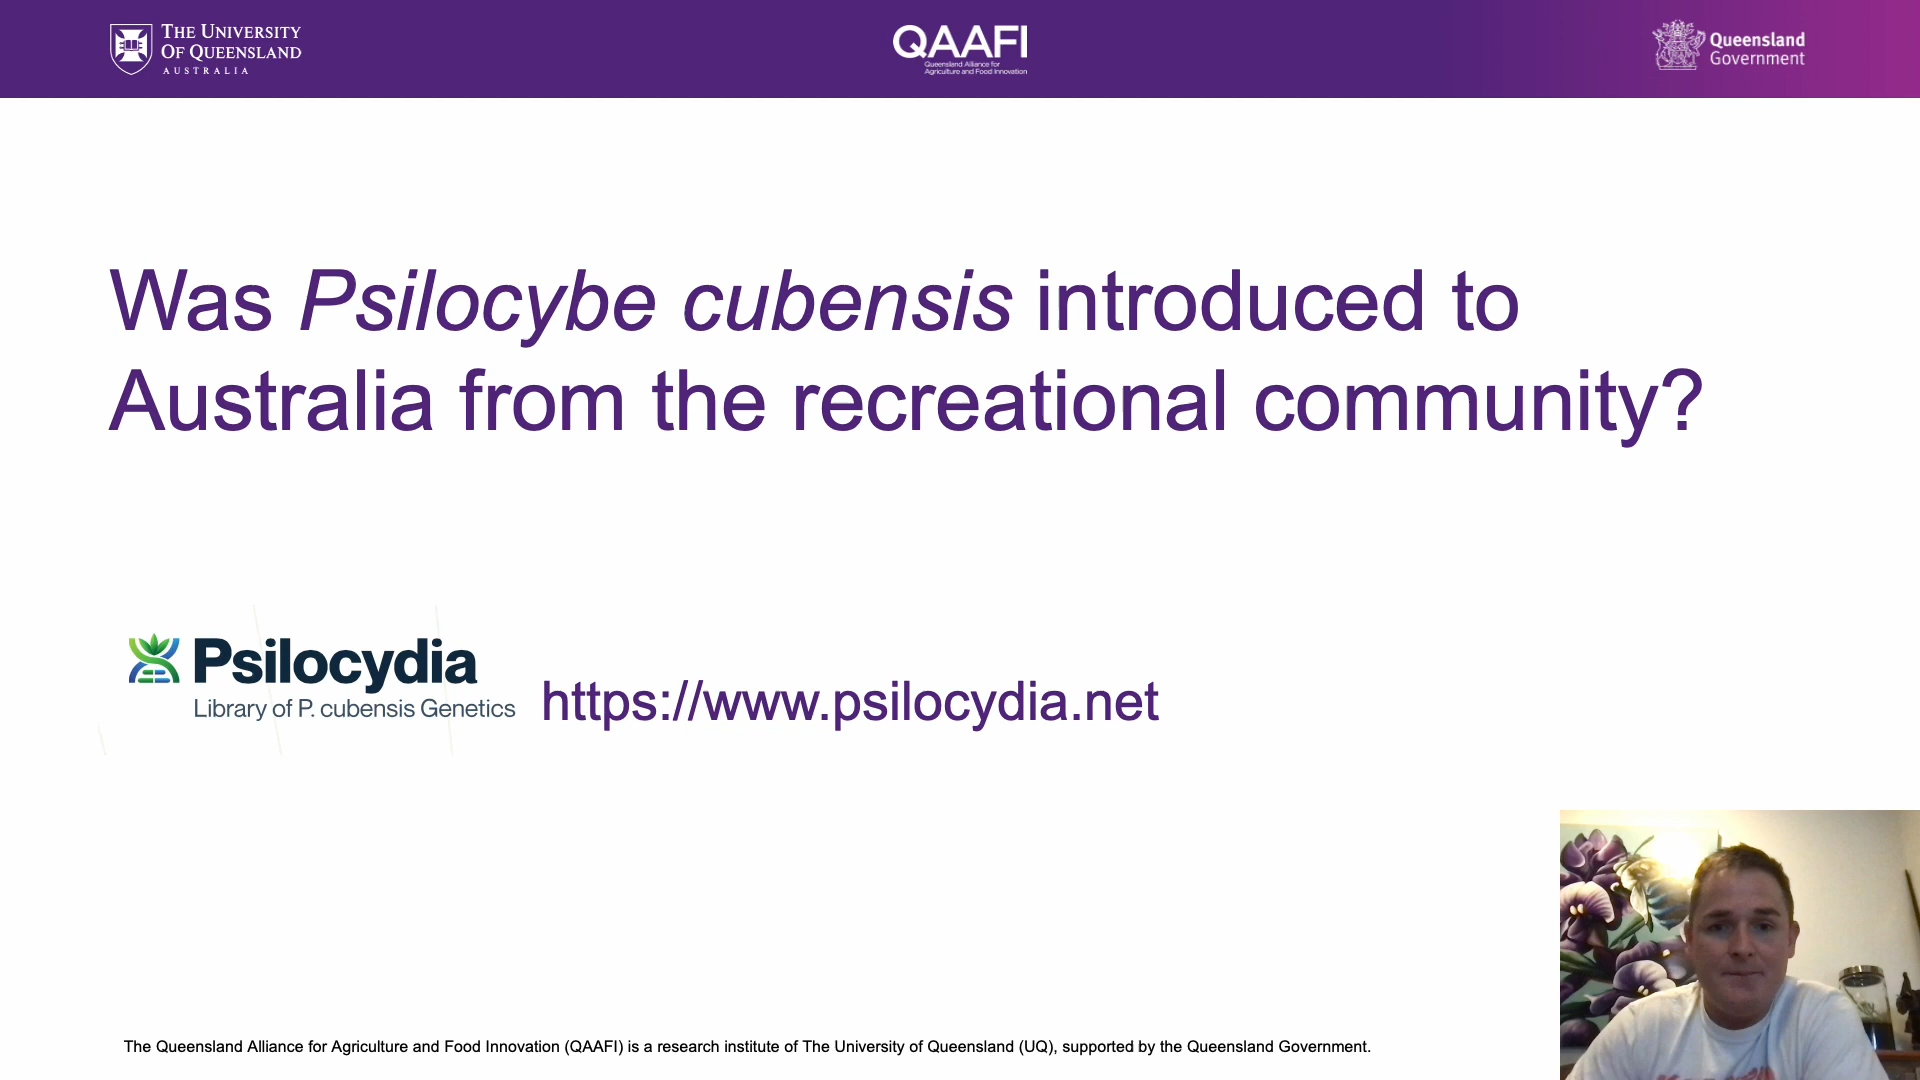 THE UNIVERSITY
OF QUEENSLAND
AUSTRALIA
QAAFI
Queensland Alliance for
Agriculture and Food Innovation
Queensland
Government
Was Psilocybe cubensis introduced to
Australia from the recreational community?
Psilocydia
Library of P. cubensis Genetics
https://www.psilocydia.net
The Queensland Alliance for Agriculture and Food Innovation (QAAFI) is a research institute of The University of Queensland (UQ), supported by the Queensland Government.